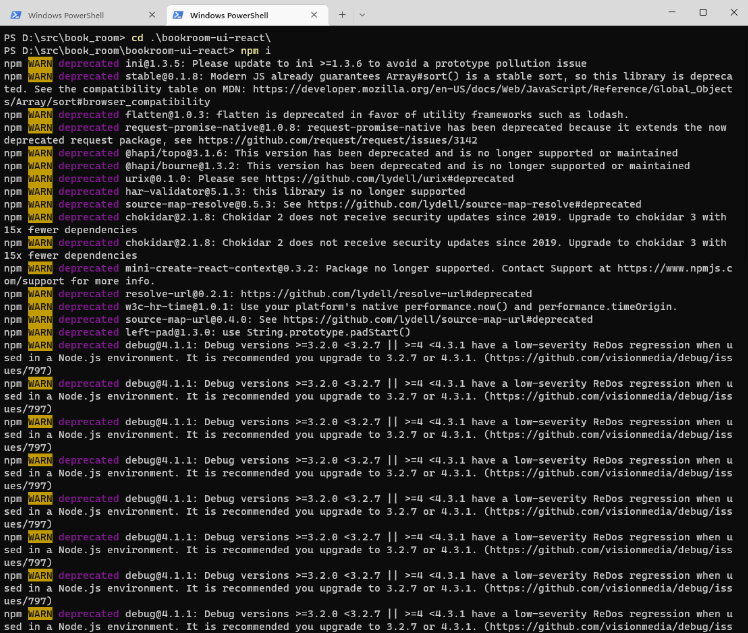 Windows PowerShell
Windows PowerShell
PS D:\src\book_room> cd .\bookroom-ui-react\
PS D:\src\book_room\bookroom-ui-react> npm i
npm WARN deprecated ini@1.3.5: Please update to ini >=1.3.6 to avoid a prototype pollution issue
npm WARN deprecated stable@0.1.8: Modern JS already guarantees Array#sort() is a stable sort, so this library is depreca
ted. See the compatibility table on MDN: https://developer.mozilla.org/en-US/docs/Web/JavaScript/Reference/Global_Object
s/Array/sort#browser_compatibility
npm WARN deprecated flatten@1.0.3: flatten is deprecated in favor of utility frameworks such as lodash.
npm WARN deprecated request-promise-native@1.0.8: request-promise-native has been deprecated because it extends the now
deprecated request package, see https://github.com/request/request/issues/3142
npm WARN deprecated @hapi/topo@3.1.6: This version has been deprecated and is no longer supported or maintained
npm WARN deprecated @hapi/bourne@1.3.2: This version has been deprecated and is no longer supported or maintained
npm WARN deprecated urix@0.1.0: Please see https://github.com/lydell/urix#deprecated
npm WARN deprecated har-validator@5.1.3: this library is no longer supported
npm WARN deprecated source-map-resolve@0.5.3: See https://github.com/lydell/source-map-resolve#deprecated
npm WARN deprecated chokidar@2.1.8: Chokidar 2 does not receive security updates since 2019. Upgrade to chokidar 3 with
15x fewer dependencies
npm WARN deprecated chokidar@2.1.8: Chokidar 2 does not receive security updates since 2019. Upgrade to chokidar 3 with
15x fewer dependencies
npm WARN deprecated mini-create-react-context@0.3.2: Package no longer supported. Contact Support at https://www.npmjs.c
om/support for more info.
npm WARN deprecated resolve-url@0.2.1: https://github.com/lydell/resolve-url#deprecated
npm WARN deprecated w3c-hr-time@1.0.1: Use your platform's native performance.now() and performance.timeOrigin.
npm WARN deprecated source-map-url@0.4.0: See https://github.com/lydell/source-map-url#deprecated
npm WARN deprecated left-pad@1.3.0: use String.prototype.padStart()
npm WARN deprecated debug@4.1.1: Debug versions >=3.2.0 <3.2.7 || >=4 <4.3.1 have a low-severity ReDos regression when u
sed in a Node.js environment. It is recommended you upgrade to 3.2.7 or 4.3.1. (https://github.com/visionmedia/debug/iss
ues/797)
npm WARN deprecated debug@4.1.1: Debug versions >=3.2.0 <3.2.7 || >=4 <4.3.1 have a low-severity ReDos regression when u
sed in a Node.js environment. It is recommended you upgrade to 3.2.7 or 4.3.1. (https://github.com/visionmedia/debug/iss
ues/797)
npm WARN deprecated debug@4.1.1: Debug versions >=3.2.0 <3.2.7 || >=4 <4.3.1 have a low-severity ReDos regression when u
sed in a Node.js environment. It is recommended you upgrade to 3.2.7 or 4.3.1. (https://github.com/visionmedia/debug/iss
ues/797)
npm WARN deprecated debug@4.1.1: Debug versions >=3.2.0 <3.2.7 || >=4 <4.3.1 have a low-severity ReDos regression when u
sed in a Node.js environment. It is recommended you upgrade to 3.2.7 or 4.3.1. (https://github.com/visionmedia/debug/iss
ues/797)
npm WARN deprecated debug@4.1.1: Debug versions >=3.2.0 <3.2.7 || >=4 <4.3.1 have a low-severity ReDos regression when u
sed in a Node.js environment. It is recommended you upgrade to 3.2.7 or 4.3.1. (https://github.com/visionmedia/debug/iss
ues/797)
npm WARN deprecated debug@4.1.1: Debug versions >=3.2.0 <3.2.7 || >=4 <4.3.1 have a low-severity ReDos regression when u
sed in a Node.js environment. It is recommended you upgrade to 3.2.7 or 4.3.1. (https://github.com/visionmedia/debug/iss
ues/797)
npm WARN deprecated debug@4.1.1: Debug versions >=3.2.0 <3.2.7 || >=4 <4.3.1 have a low-severity ReDos regression when u
sed in a Node.js environment. It is recommended you upgrade to 3.2.7 or 4.3.1. (https://github.com/visionmedia/debug/iss
ues/797)
npm WARN deprecated debug@4.1.1: Debug versions >=3.2.0 <3.2.7 || >=4 <4.3.1 have a low-severity ReDos regression when u
sed in a Node.js environment. It is recommended you upgrade to 3.2.7 or 4.3.1. (https://github.com/visionmedia/debug/iss